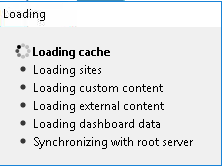 Loading
Loading cache
Loading sites
Loading custom content
Loading external content
Loading dashboard data
Synchronizing with root server